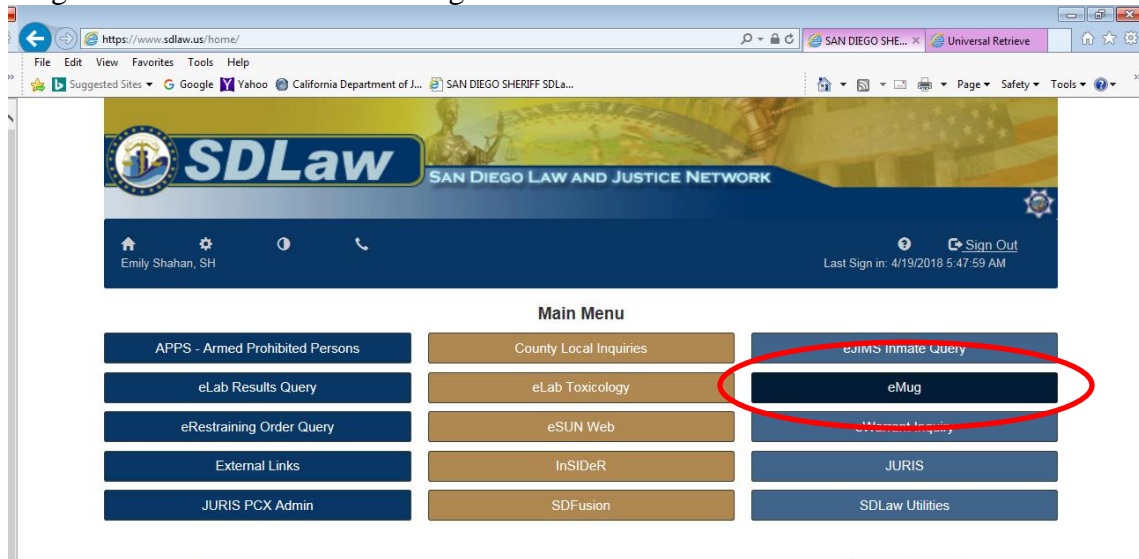 https://www.sdlaw.us/home/
SAN DIEGO SHE...
Universal Retrieve
File Edit View Favorites Tools Help
Suggested Sites Google Yahoo California Department of J... SAN DIEGO SHERIFF SDLa...
Page Safety Tools
SDLaw
SAN DIEGO LAW AND JUSTICE NETWORK
Sign Out
Emily Shahan, SH
Last Sign in: 4/19/2018 5:47:59 AM
Main Menu
APPS - Armed Prohibited Persons
County Local Inquiries
eJIMS Inmate Query
eLab Results Query
eLab Toxicology
eMug
eRestraining Order Query
eSUN Web
eWarrant Inquiry
External Links
InSIDeR
JURIS
JURIS PCX Admin
SDFusion
SDLaw Utilities